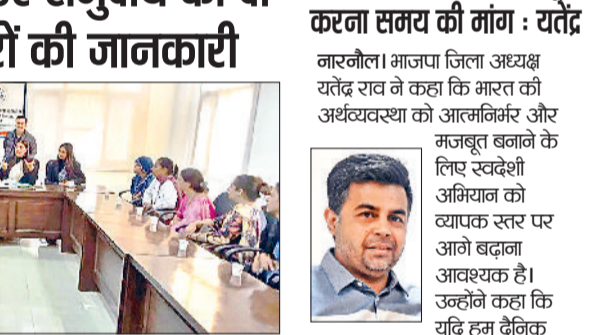 की जानकारी
करना समय की मांग : यतेंद्र
नारनौल। भाजपा जिला अध्यक्ष
यतेंद्र राव ने कहा कि भारत की
अर्थव्यवस्था को आत्मनिर्भर और
मजबूत बनाने के
लिए स्वदेशी
अभियान को
व्यापक स्तर पर
आगे बढ़ाना
आवश्यक है।
उन्होंने कहा कि
यदि हम दैनिक